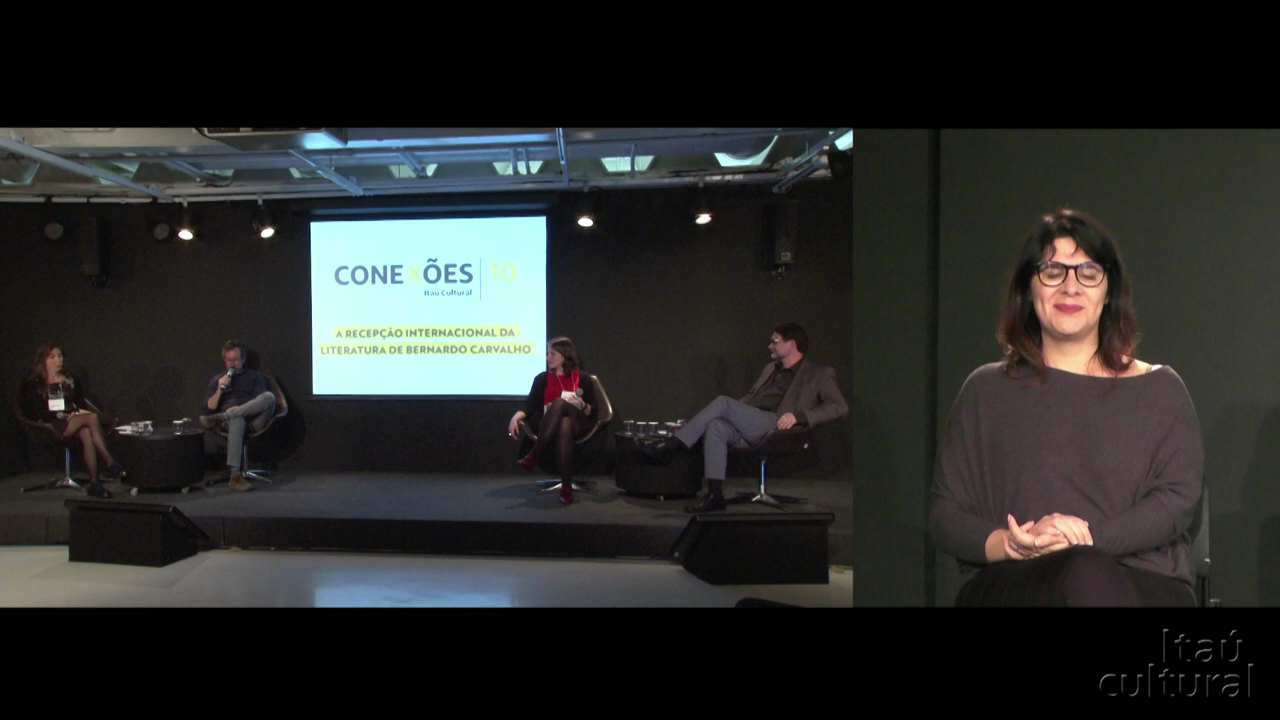 CONEXÕES 10
Itaú Cultural
A RECEPÇÃO INTERNACIONAL DA
LITERATURA DE BERNARDO CARVALHO
Itaú
cultural